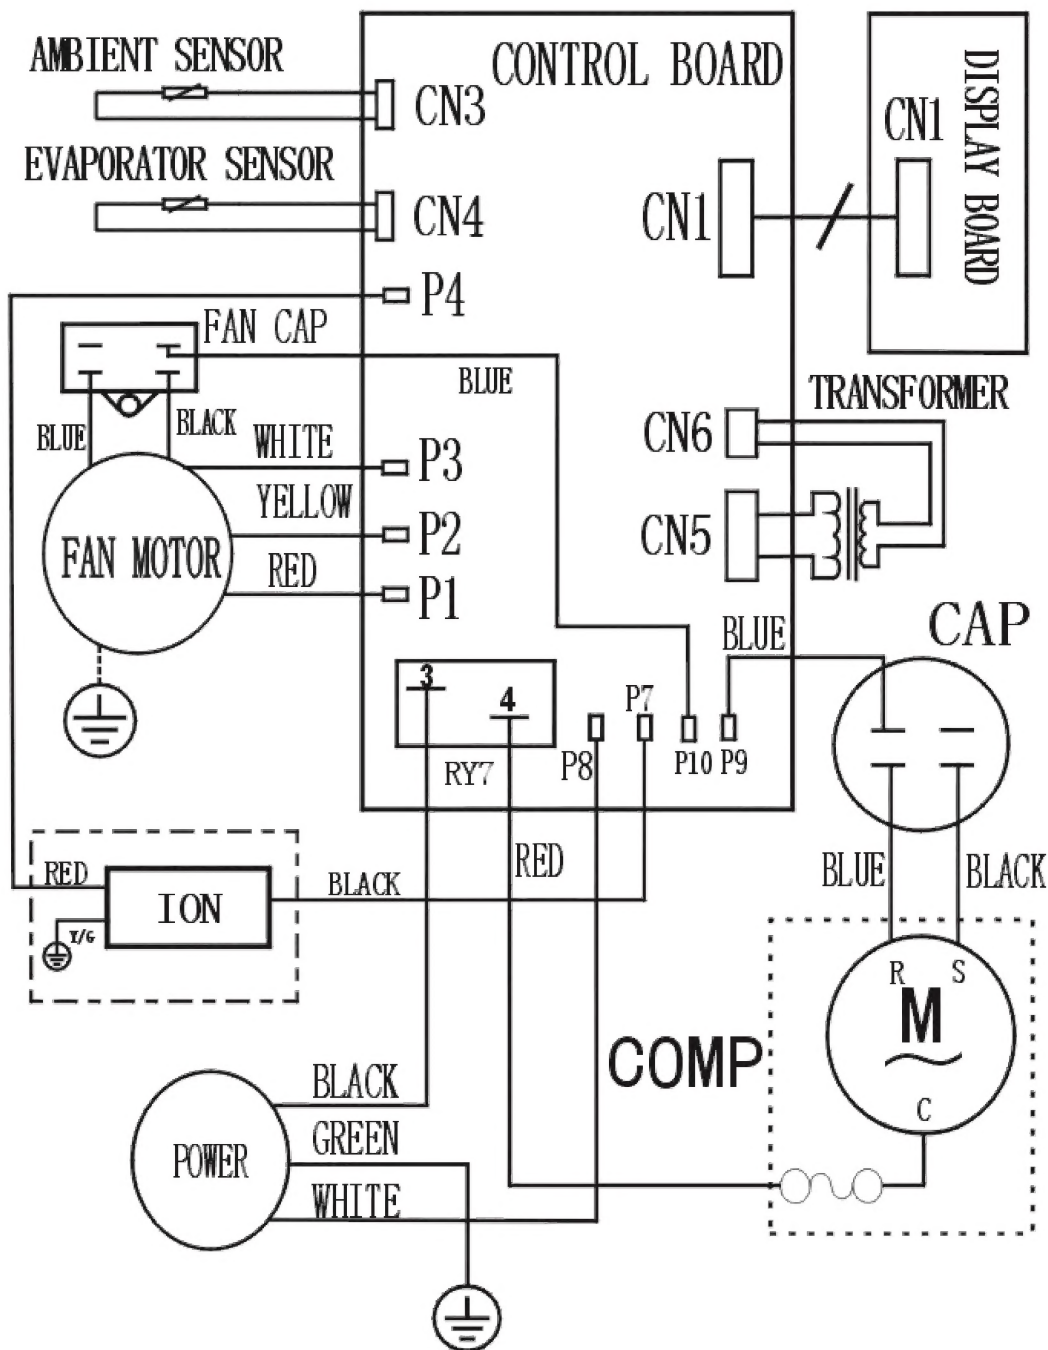 AMBIENT SENSOR
CN3
CONTROL BOARD
DISPLAY BOARD
CN1
EVAPORATOR SENSOR
CN4
CN1
P4
FAN CAP
BLUE
TRANSFORMER
BLUE
BLACK
WHITE
P3
CN6
YELLOW
P2
CN5
FAN MOTOR
RED
P1
CAP
BLUE
3
4
RY7
P8
P7
P10
P9
RED
ION
Y/G
BLACK
RED
BLUE
BLACK
R
S
M
C
COMP
POWER
BLACK
GREEN
WHITE